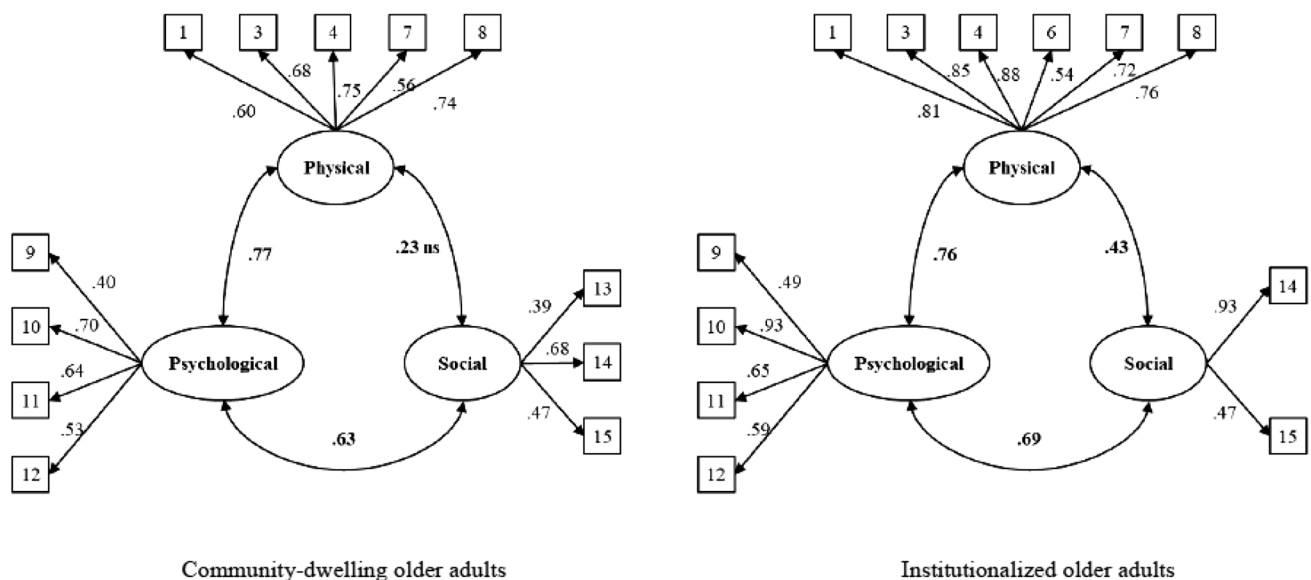 1 3 4 7 8
.60 .68 .75 .56 .74
Physical
.77
.23 ns
9
10
11
12
.40
.70
.64
.53
Psychological
Social
13
14
15
.39
.68
.47
.63
Community-dwelling older adults
1 3 4 6 7 8
.81 .85 .88 .54 .72 .76
Physical
.76
.43
9
10
11
12
.49
.93
.65
.59
Psychological
Social
14
15
.93
.47
.69
Institutionalized older adults